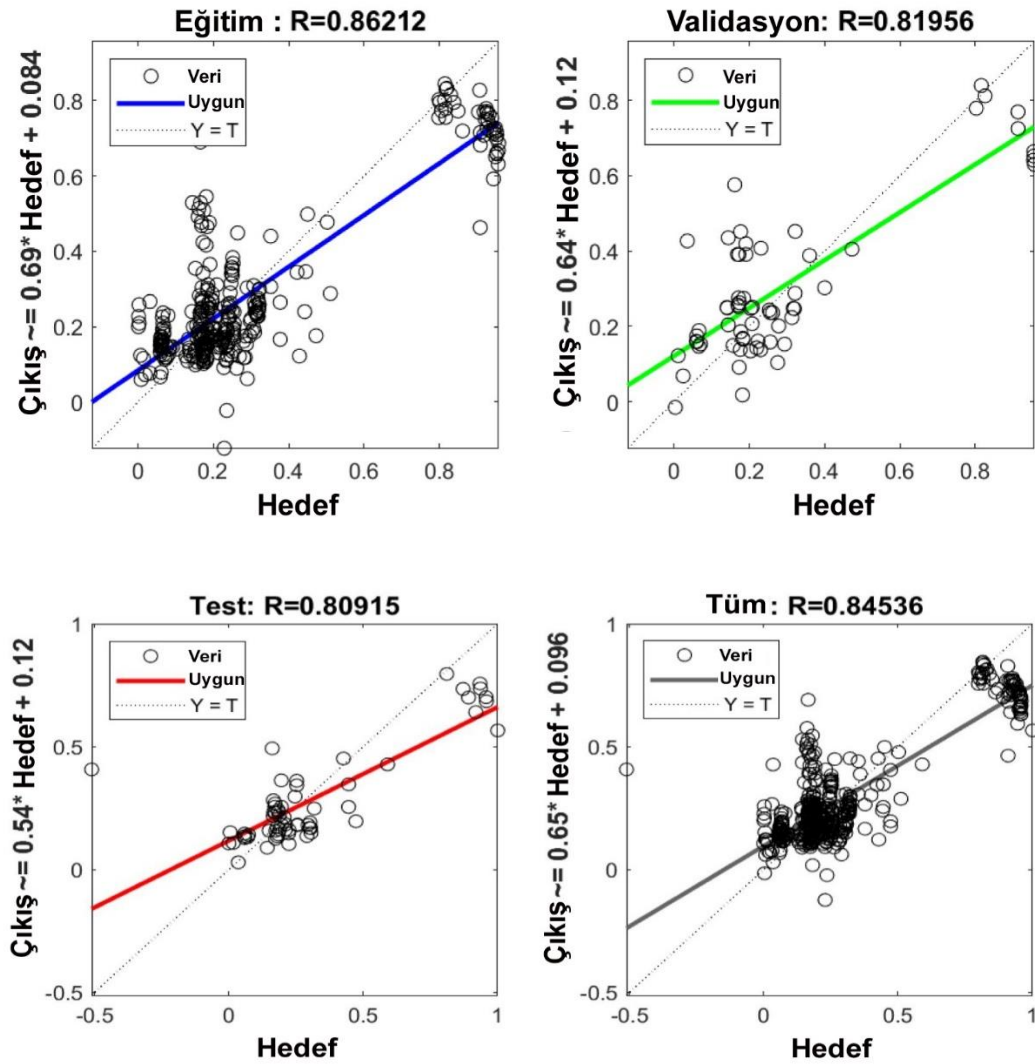 Eğitim : R=0.86212
Çıkış ~= 0.69* Hedef + 0.084
Veri
Uygun
Y = T
0.8
0.6
0.4
0.2
0
0
0.2
0.4
0.6
0.8
Hedef
Validasyon: R=0.81956
Çıkış ~= 0.64* Hedef + 0.12
Veri
Uygun
Y = T
0.8
0.6
0.4
0.2
0
0
0.2
0.4
0.6
0.8
Hedef
Test: R=0.80915
Çıkış ~= 0.54* Hedef + 0.12
Veri
Uygun
Y = T
1
0.5
0
-0.5
-0.5
0
0.5
1
Hedef
Tüm : R=0.84536
Çıkış ~= 0.65* Hedef + 0.096
Veri
Uygun
Y = T
1
0.5
0
-0.5
-0.5
0
0.5
1
Hedef